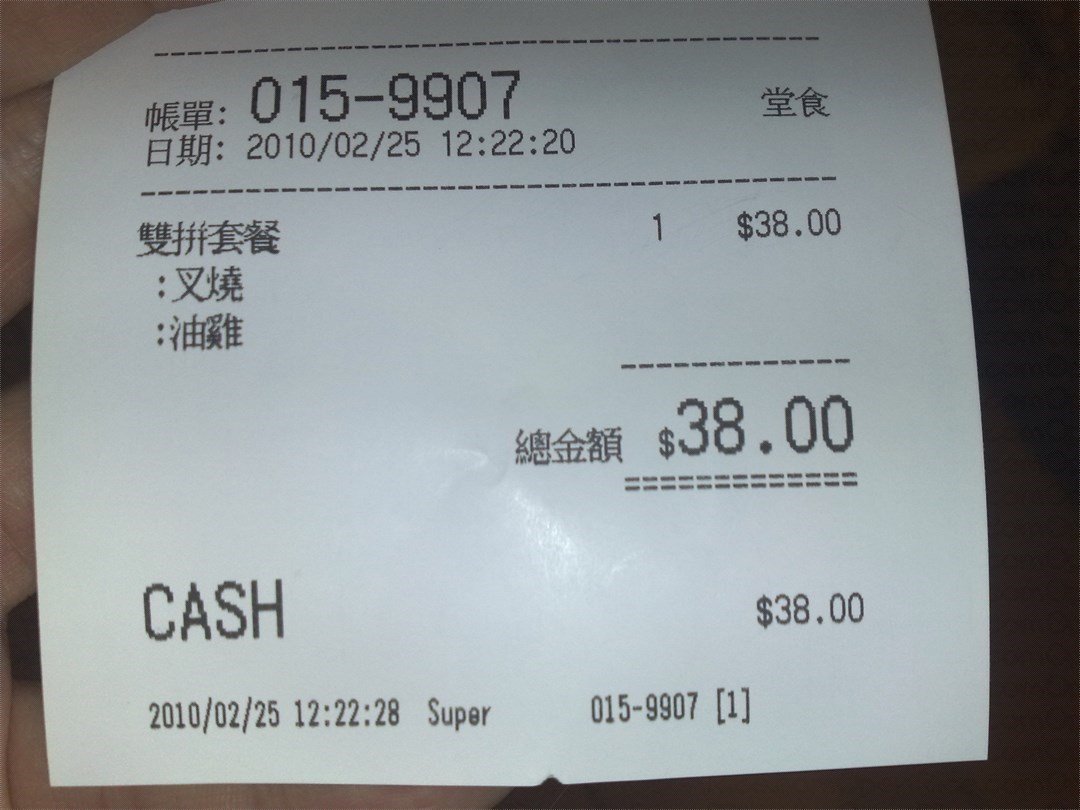 帳單: 015-9907 堂食
日期: 2010/02/25 12:22:20
雙拼套餐 1 $38.00
:叉燒
:油雞
總金額 $38.00
CASH $38.00
2010/02/25 12:22:28 Super 015-9907 [1]